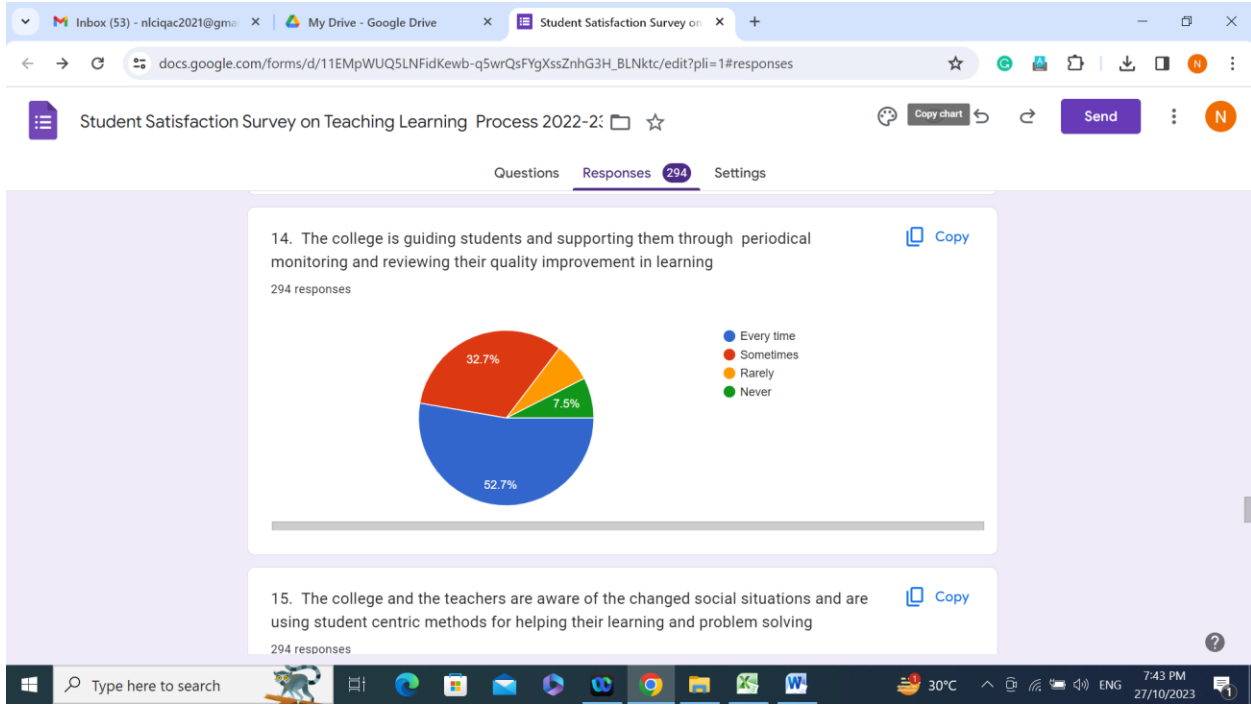 Inbox (53) - nlciqac2021@gmai
My Drive - Google Drive
Student Satisfaction Survey on
docs.google.com/forms/d/11EMpWUQ5LNFidKewb-q5wrQsFYgXssZnhG3H_BLNktc/edit?pli=1#responses
N
Student Satisfaction Survey on Teaching Learning Process 2022-23
Copy chart
Send
N
Questions
Responses 294
Settings
14. The college is guiding students and supporting them through periodical
monitoring and reviewing their quality improvement in learning
Copy
294 responses
32.7%
7.5%
52.7%
Every time
Sometimes
Rarely
Never
15. The college and the teachers are aware of the changed social situations and are
using student centric methods for helping their learning and problem solving
Copy
294 responses
Type here to search
30°C
ENG
7:43 PM
27/10/2023
1